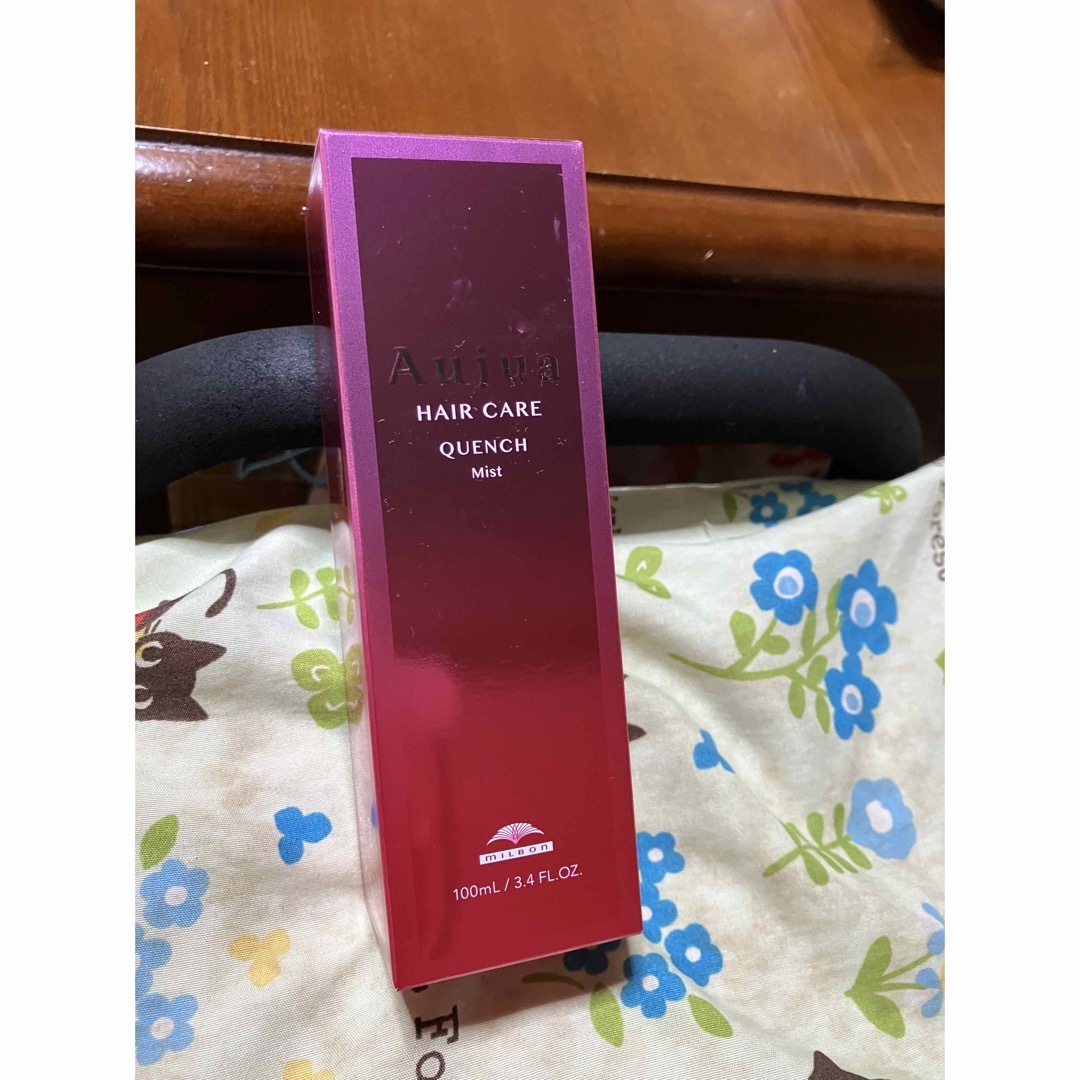 Aujua
HAIR CARE
QUENCH
Mist
MILBON
100mL / 3.4 FL.OZ.